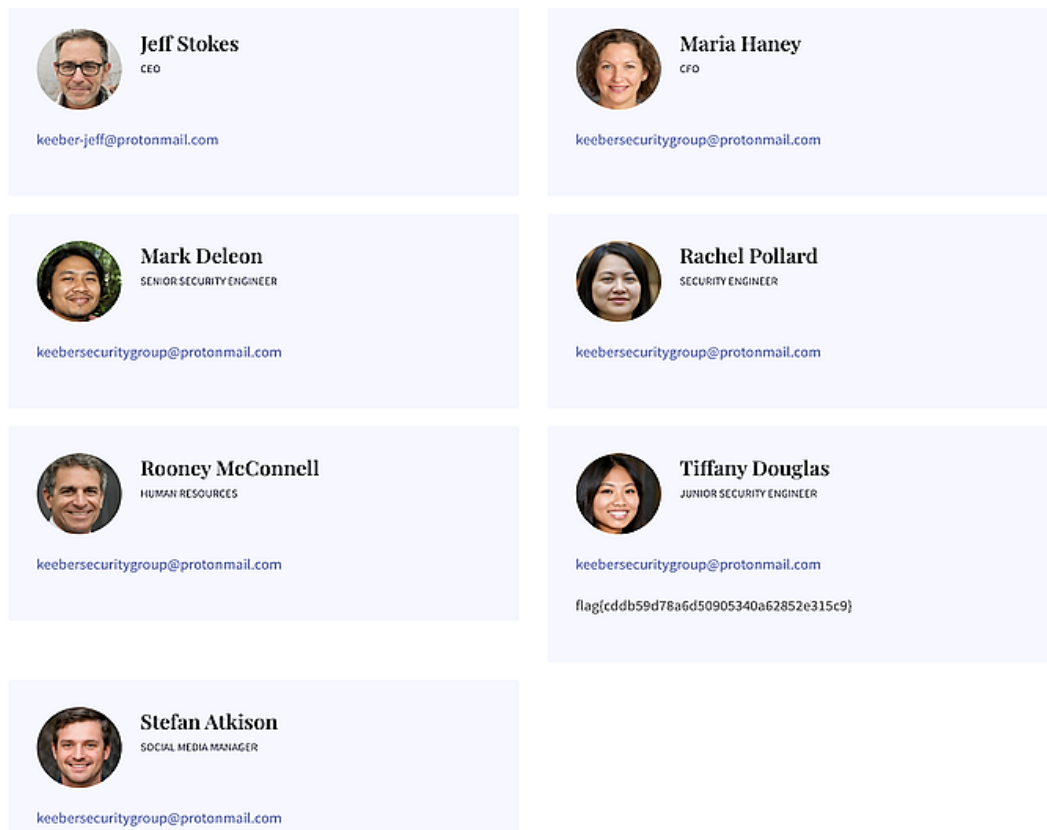 Jeff Stokes
CEO
keeber-jeff@protonmail.com
Maria Haney
CFO
keebersecuritygroup@protonmail.com
Mark Deleon
SENIOR SECURITY ENGINEER
keebersecuritygroup@protonmail.com
Rachel Pollard
SECURITY ENGINEER
keebersecuritygroup@protonmail.com
Rooney McConnell
HUMAN RESOURCES
keebersecuritygroup@protonmail.com
Tiffany Douglas
JUNIOR SECURITY ENGINEER
keebersecuritygroup@protonmail.com
flag{cddb59d78a6d50905340a62852e315c9}
Stefan Atkison
SOCIAL MEDIA MANAGER
keebersecuritygroup@protonmail.com